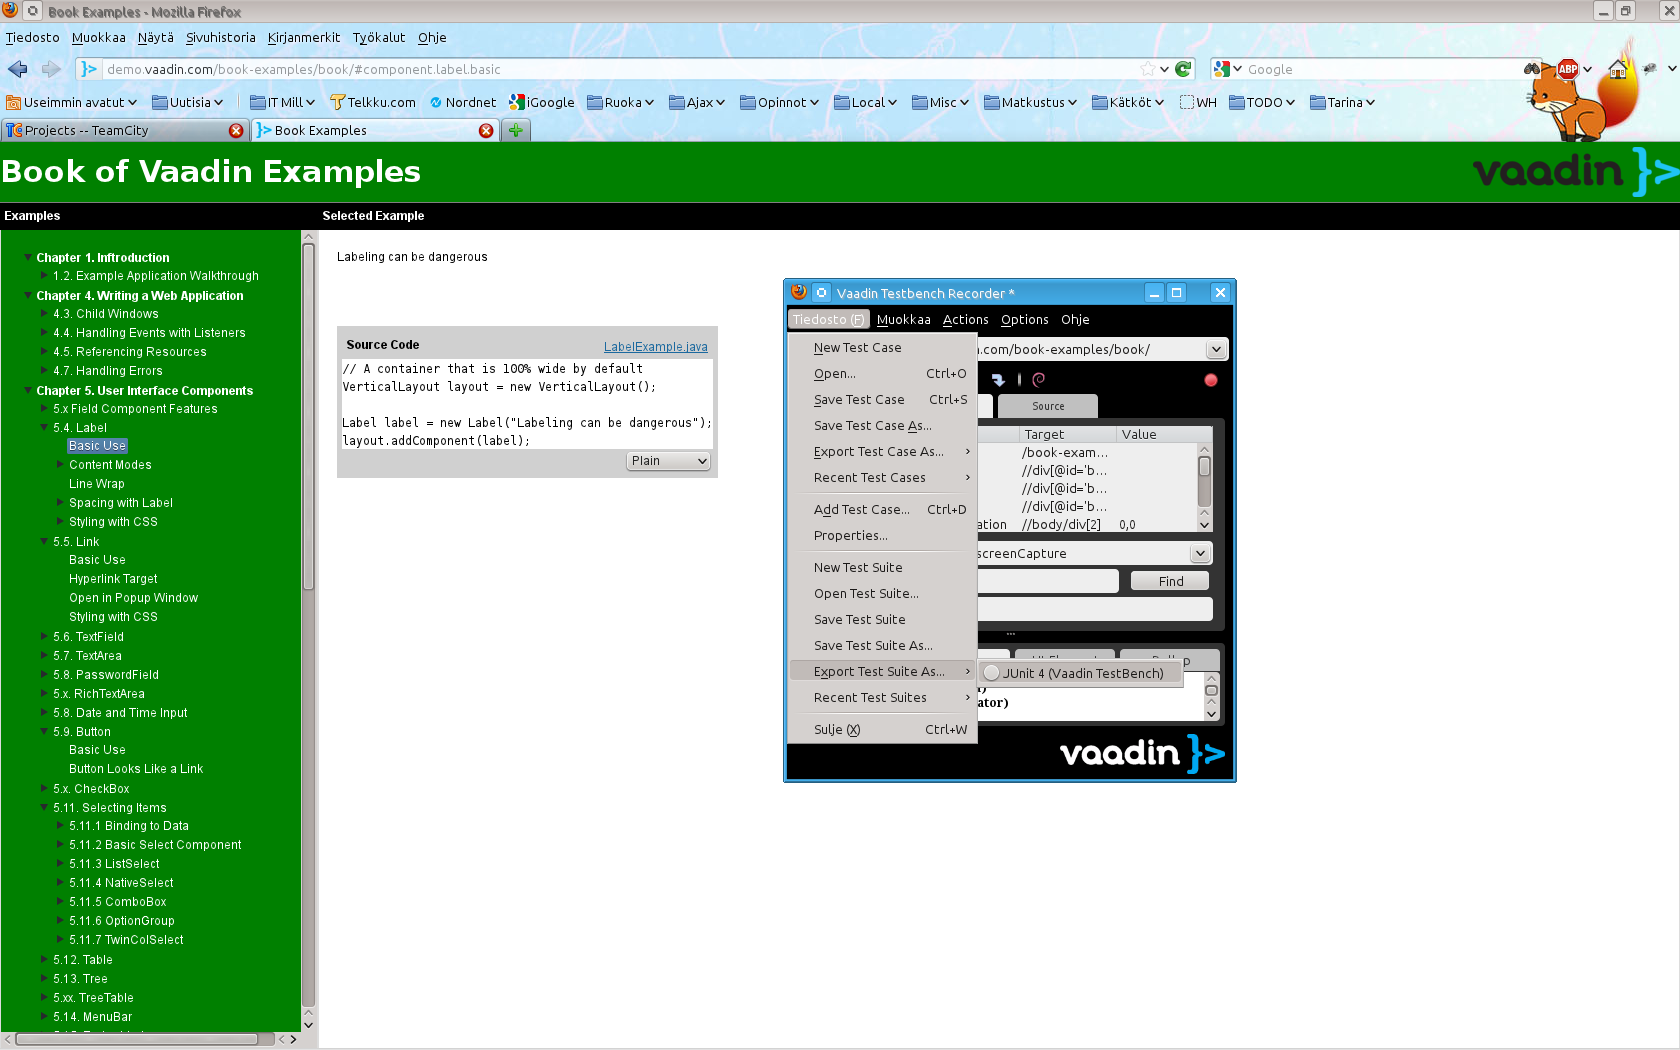 Book Examples - Mozilla Firefox
Tiedosto Muokkaa Näytä Sivuhistoria Kirjanmerkit Työkalut Ohje
demo.vaadin.com/book-examples/book/#component.label.basic
Google
ABP
Useimmin avatut Uutisia IT Mill Telkku.com Nordnet iGoogle Ruoka Ajax Opinnot Local Misc Matkustus Kätköt WH TODO Tarina
Projects -- TeamCity
Book Examples
Book of Vaadin Examples
vaadin }>
Examples
Selected Example
Chapter 1. Inftroduction
1.2. Example Application Walkthrough
Chapter 4. Writing a Web Application
4.3. Child Windows
4.4. Handling Events with Listeners
4.5. Referencing Resources
4.7. Handling Errors
Chapter 5. User Interface Components
5.x Field Component Features
5.4. Label
Basic Use
Content Modes
Line Wrap
Spacing with Label
Styling with CSS
5.5. Link
Basic Use
Hyperlink Target
Open in Popup Window
Styling with CSS
5.6. TextField
5.7. TextArea
5.8. PasswordField
5.x. RichTextArea
5.8. Date and Time Input
5.9. Button
Basic Use
Button Looks Like a Link
5.x. CheckBox
5.11. Selecting Items
5.11.1 Binding to Data
5.11.2 Basic Select Component
5.11.3 ListSelect
5.11.4 NativeSelect
5.11.5 ComboBox
5.11.6 OptionGroup
5.11.7 TwinColSelect
5.12. Table
5.13. Tree
5.xx. TreeTable
5.14. MenuBar
Labeling can be dangerous
Source Code
LabelExample.java
// A container that is 100% wide by default
VerticalLayout layout = new VerticalLayout();
Label label = new Label("Labeling can be dangerous");
layout.addComponent(label);
Plain
Vaadin Testbench Recorder *
Tiedosto (F) Muokkaa Actions Options Ohje
New Test Case
Open... Ctrl+O
Save Test Case Ctrl+S
Save Test Case As...
Export Test Case As...
Recent Test Cases
Add Test Case... Ctrl+D
Properties...
New Test Suite
Open Test Suite...
Save Test Suite
Save Test Suite As...
Export Test Suite As...
Recent Test Suites
Sulje (X) Ctrl+W
JUnit 4 (Vaadin TestBench)
n.com/book-examples/book/
Source
Target Value
/book-exam...
//div[@id='b...
//div[@id='b...
//div[@id='b...
ation //body/div[2] 0,0
screenCapture
Find
ator)
vaadin }>